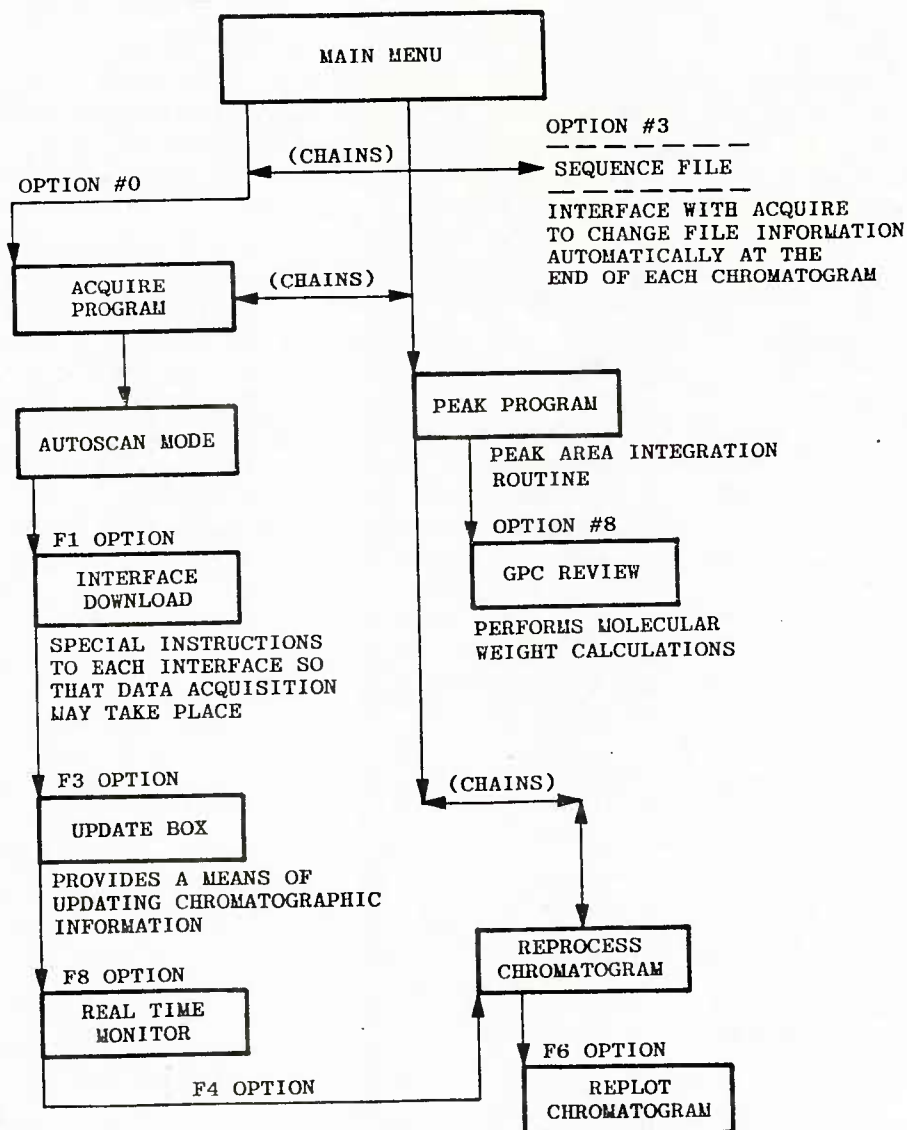 MAIN MENU
OPTION #3
(CHAINS)
SEQUENCE FILE
OPTION #0
INTERFACE WITH ACQUIRE
TO CHANGE FILE INFORMATION
AUTOMATICALLY AT THE
END OF EACH CHROMATOGRAM
ACQUIRE
PROGRAM
(CHAINS)
PEAK PROGRAM
AUTOSCAN MODE
PEAK AREA INTEGRATION
ROUTINE
F1 OPTION
OPTION #8
INTERFACE
DOWNLOAD
GPC REVIEW
SPECIAL INSTRUCTIONS
TO EACH INTERFACE SO
THAT DATA ACQUISITION
MAY TAKE PLACE
PERFORMS MOLECULAR
WEIGHT CALCULATIONS
F3 OPTION
(CHAINS)
UPDATE BOX
PROVIDES A MEANS OF
UPDATING CHROMATOGRAPHIC
INFORMATION
REPROCESS
CHROMATOGRAM
F8 OPTION
REAL TIME
MONITOR
F6 OPTION
F4 OPTION
REPLOT
CHROMATOGRAM